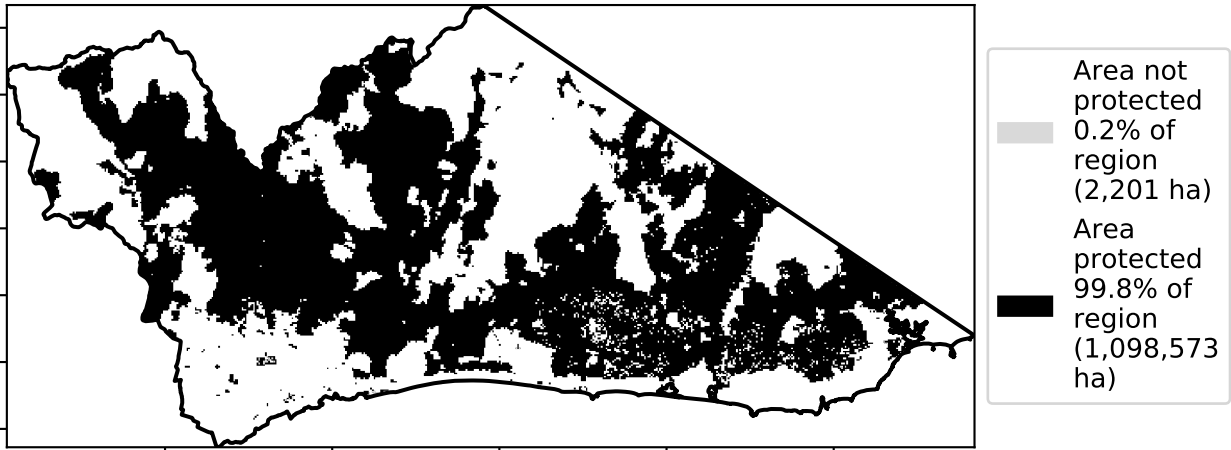 Area not
protected
0.2% of
region
(2,201 ha)
Area
protected
99.8% of
region
(1,098,573
ha)